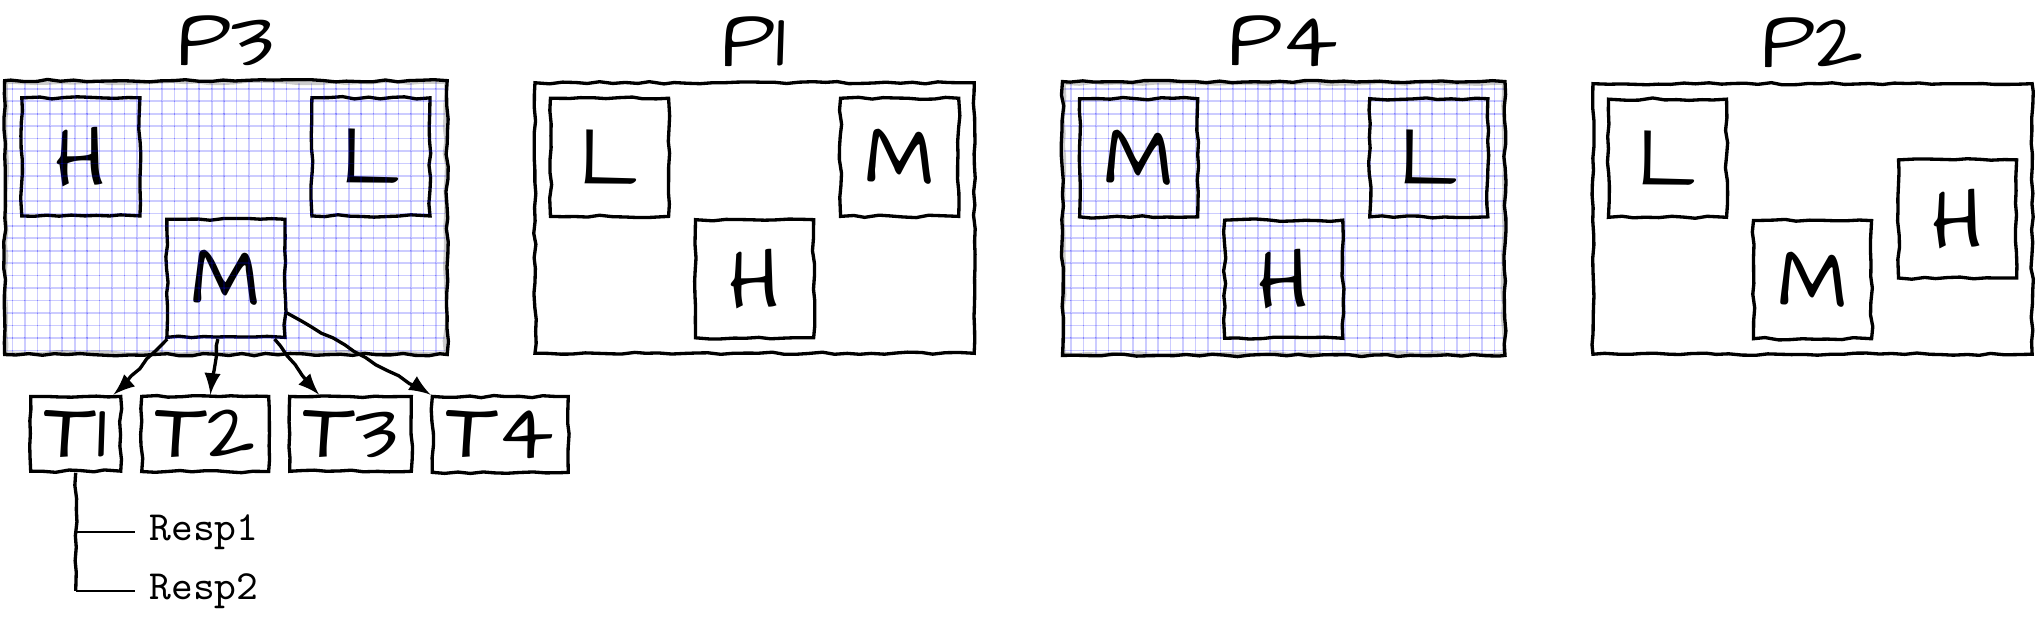 P3 P1 P4 P2
H L L M M L L H
M H H M
T1 T2 T3 T4
Resp1
Resp2